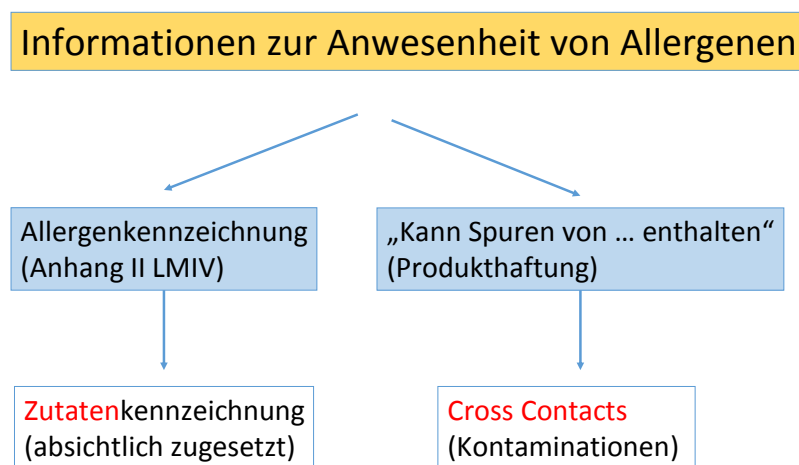 Informationen zur Anwesenheit von Allergenen
Allergenkennzeichnung
(Anhang II LMIV)
„Kann Spuren von ... enthalten“
(Produkthaftung)
Zutatenkennzeichnung
(absichtlich zugesetzt)
Cross Contacts
(Kontaminationen)